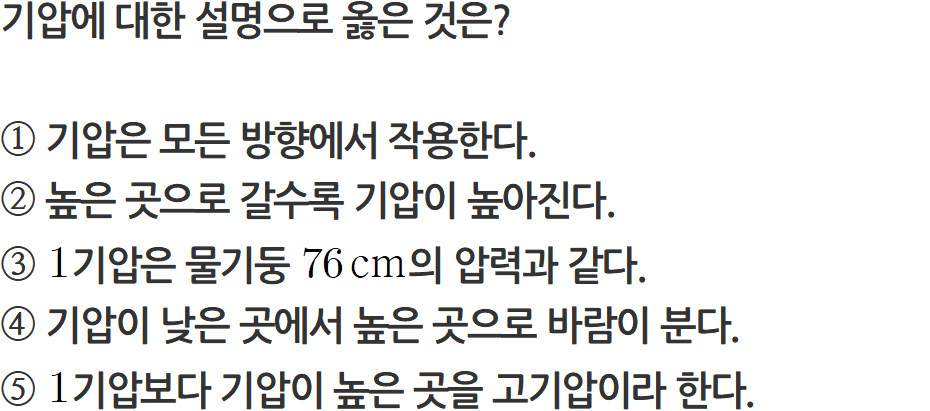 기압에 대한 설명으로 옳은 것은?
① 기압은 모든 방향에서 작용한다.
② 높은 곳으로 갈수록 기압이 높아진다.
③ 1기압은 물기둥 76cm의 압력과 같다.
④ 기압이 낮은 곳에서 높은 곳으로 바람이 분다.
⑤ 1기압보다 기압이 높은 곳을 고기압이라 한다.